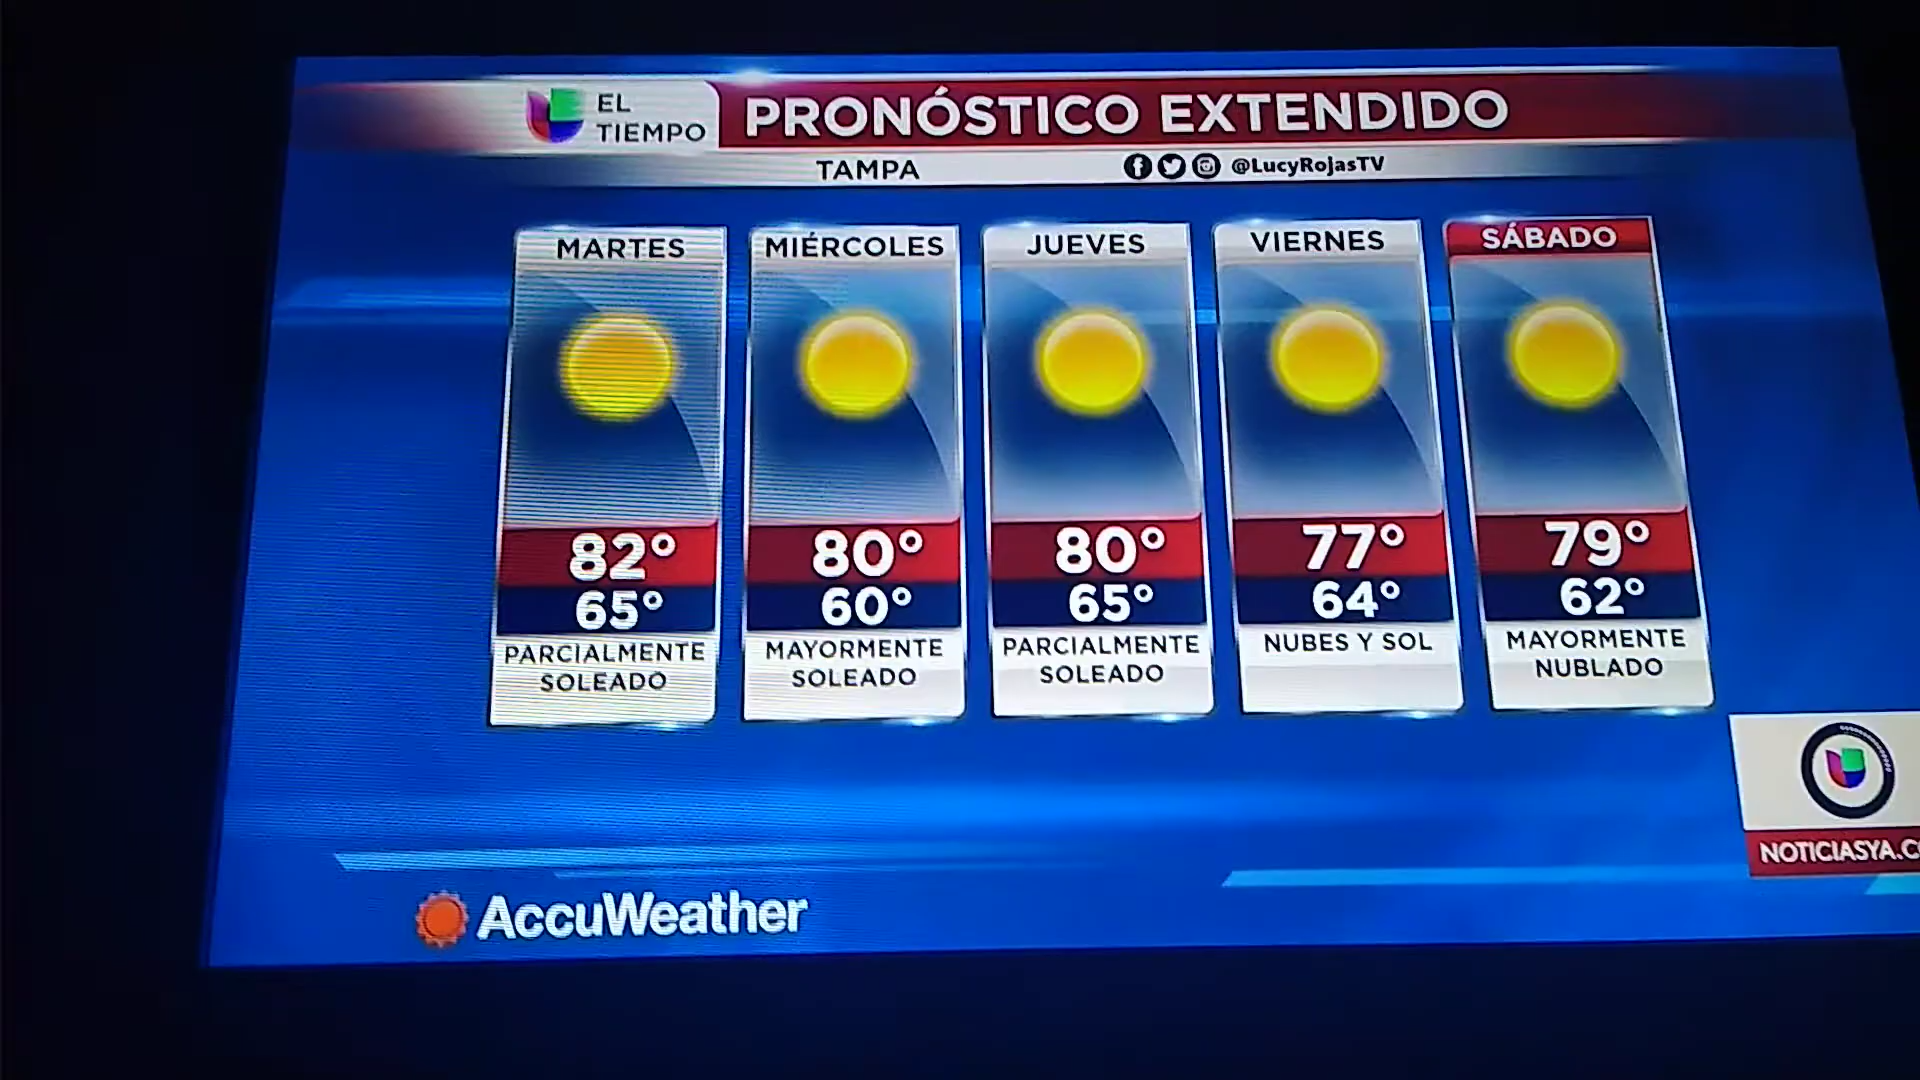 EL
TIEMPO
PRONÓSTICO EXTENDIDO
TAMPA
@LucyRojasTV
MARTES
82°
65°
PARCIALMENTE
SOLEADO
MIÉRCOLES
80°
60°
MAYORMENTE
SOLEADO
JUEVES
80°
65°
PARCIALMENTE
SOLEADO
VIERNES
77°
64°
NUBES Y SOL
SÁBADO
79°
62°
MAYORMENTE
NUBLADO
NOTICIASYA.C
AccuWeather